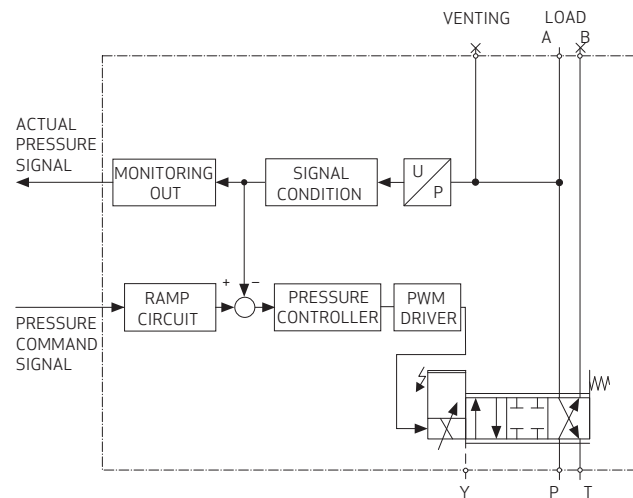 VENTING
LOAD
A
B
ACTUAL
PRESSURE
SIGNAL
MONITORING
OUT
SIGNAL
CONDITION
U
P
+
−
RAMP
CIRCUIT
PRESSURE
CONTROLLER
PWM
DRIVER
PRESSURE
COMMAND
SIGNAL
Y
P
T